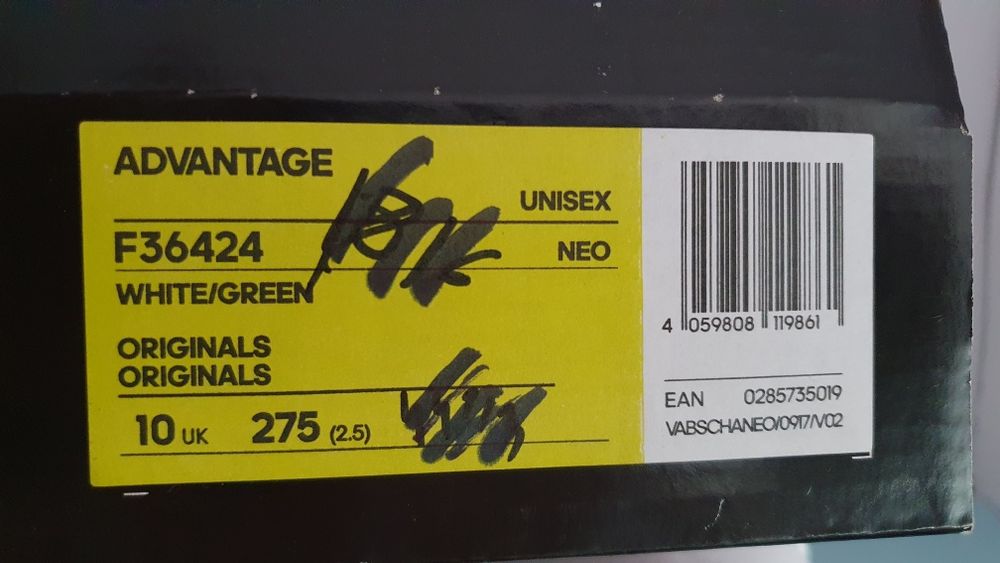 ADVANTAGE
UNISEX
F36424 NEO
WHITE/GREEN
ORIGINALS
ORIGINALS
10 UK 275 (2.5)
4 059808 119861
EAN 0285735019
VABSCHANEO/0917/V02